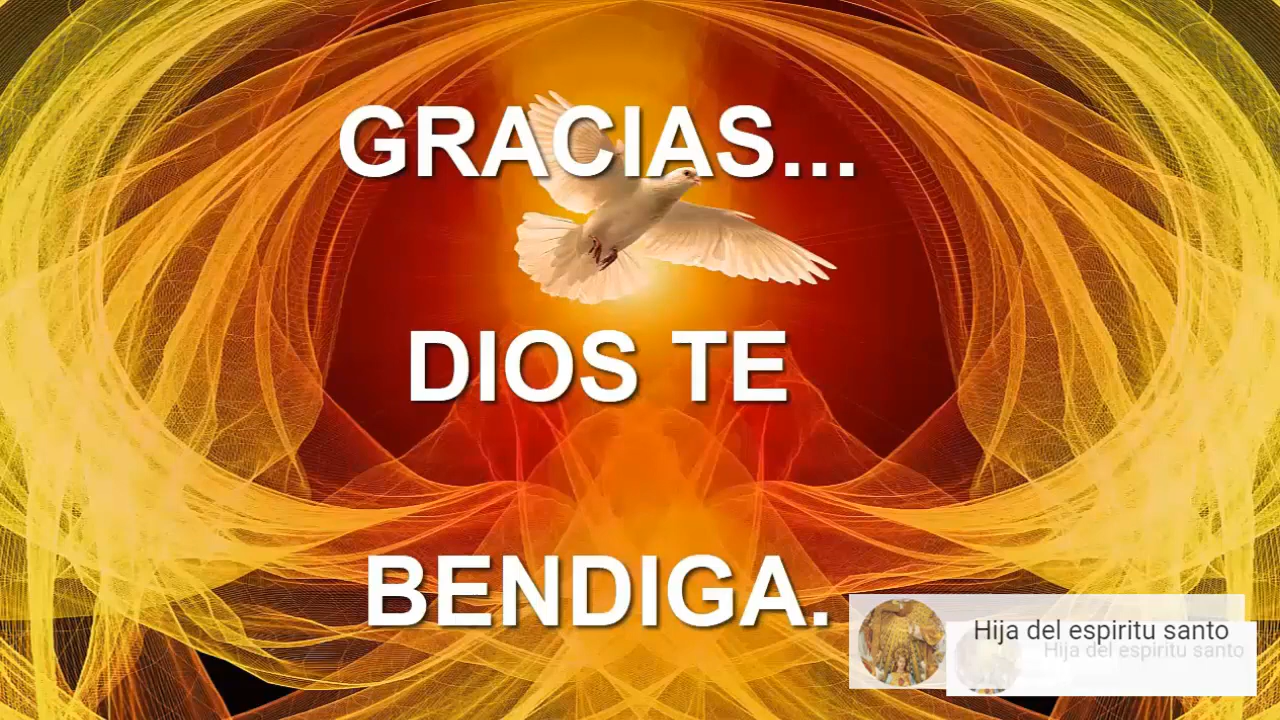 GRACIAS...
DIOS TE
BENDIGA.
Hija del espiritu santo
Hija del espiritu santo